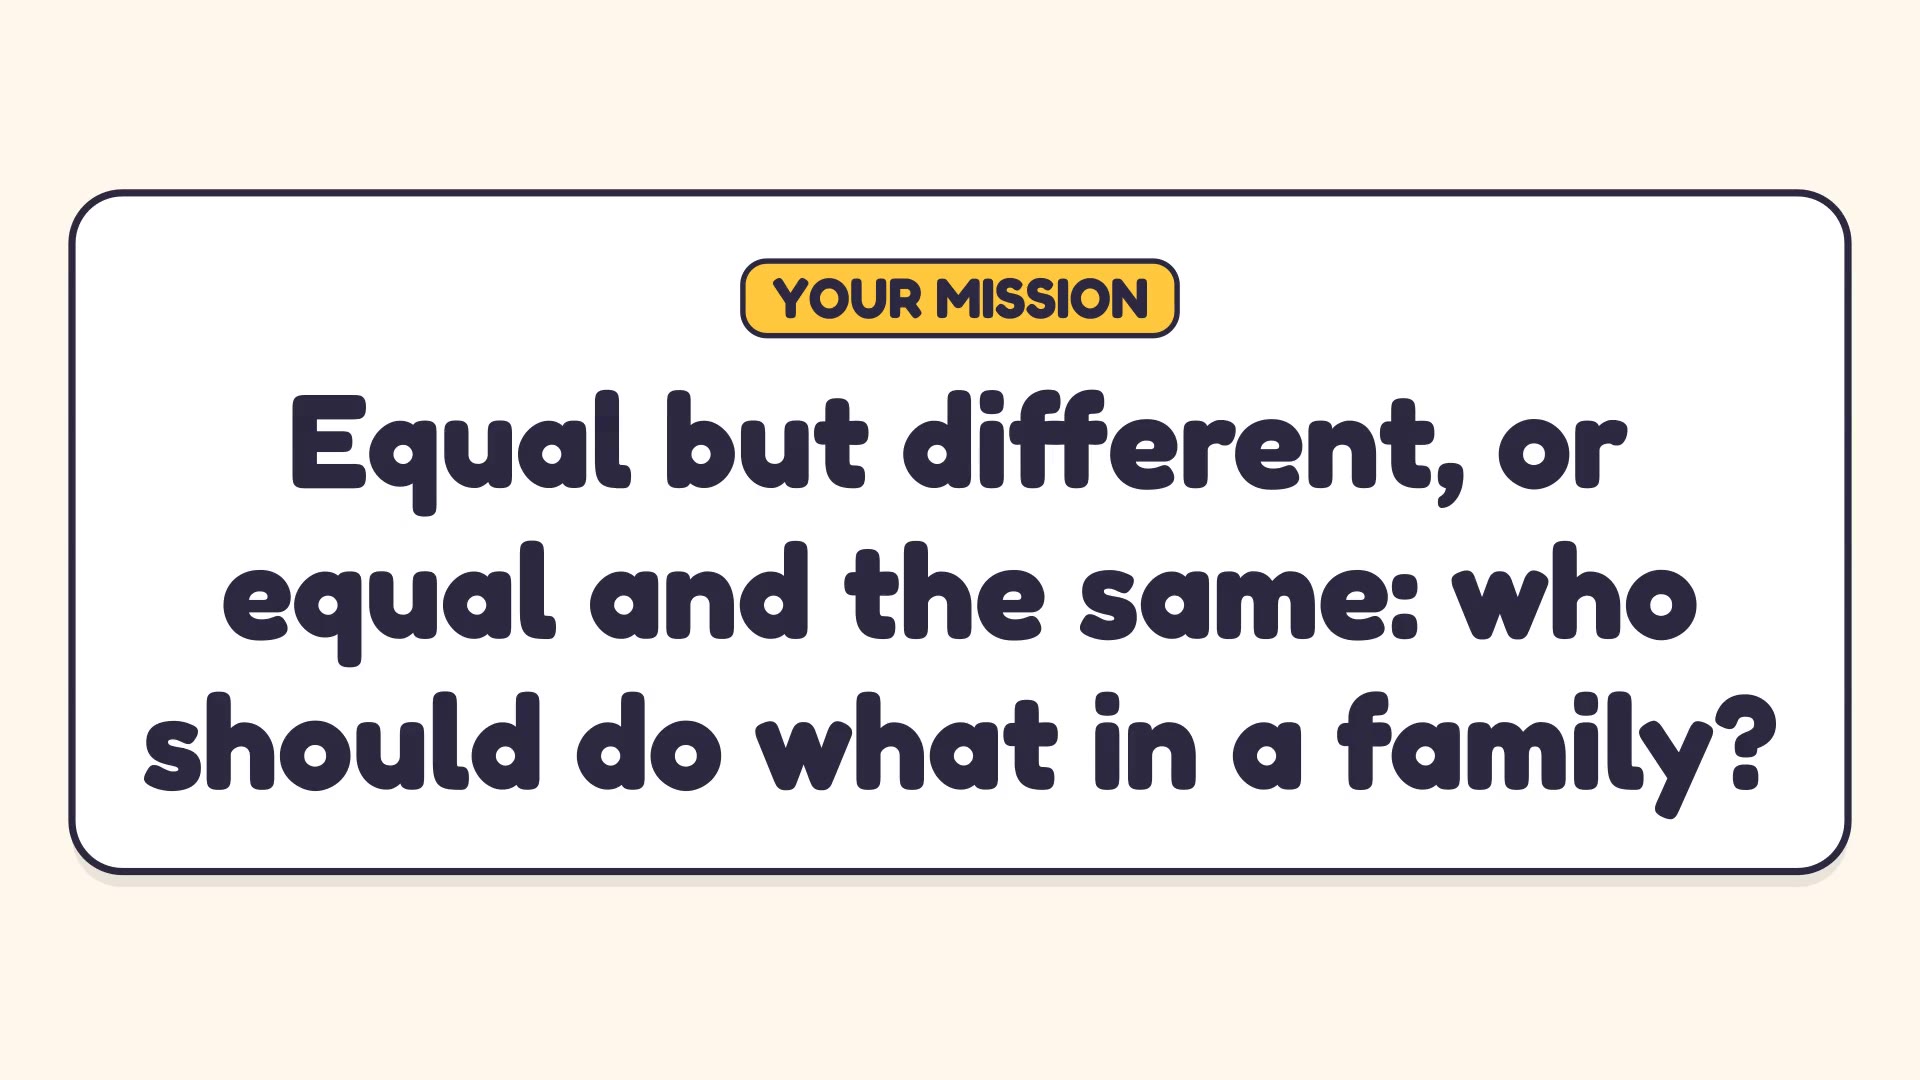 YOUR MISSION
Equal but different, or
equal and the same: who
should do what in a family?